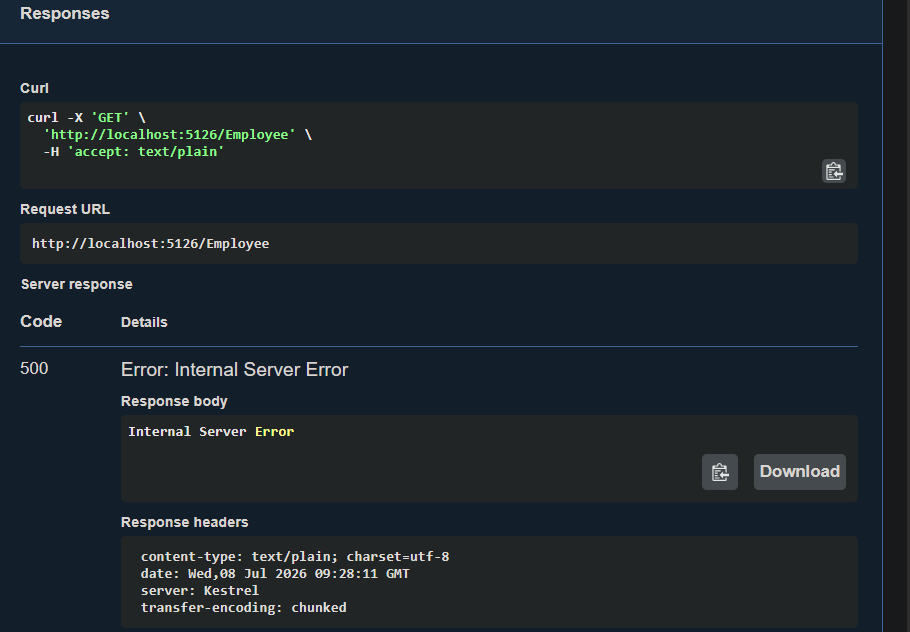 Responses
Curl
curl -X 'GET' \
  'http://localhost:5126/Employee' \
  -H 'accept: text/plain'
Request URL
http://localhost:5126/Employee
Server response
Code Details
500 Error: Internal Server Error
Response body
Internal Server Error
Download
Response headers
content-type: text/plain; charset=utf-8
date: Wed,08 Jul 2026 09:28:11 GMT
server: Kestrel
transfer-encoding: chunked